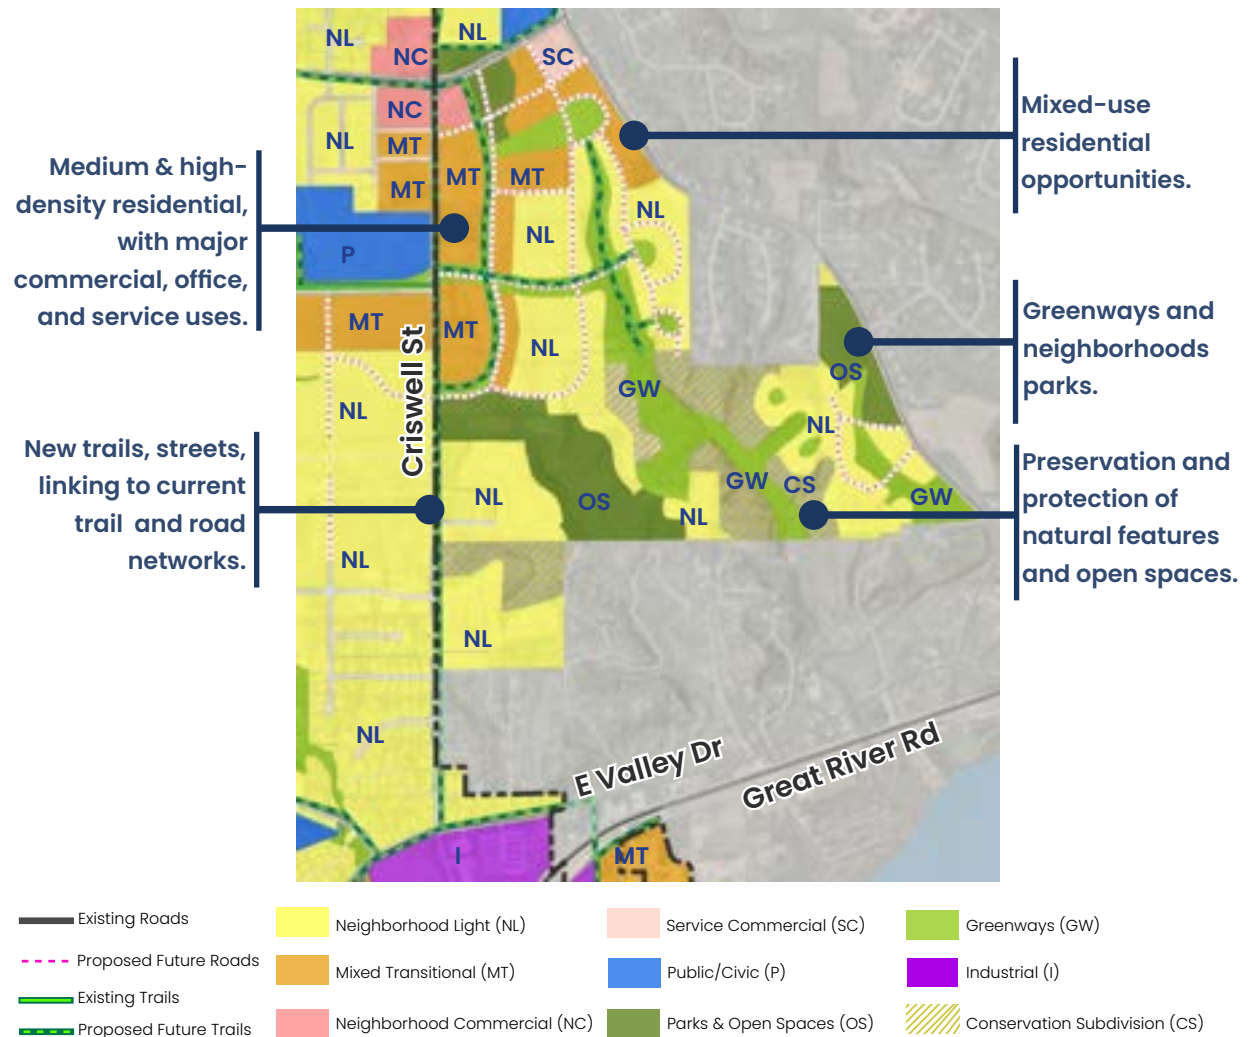 NL
NL
NC
SC
NC
NL
MT
MT
MT
MT
NL
NL
P
MT
MT
NL
GW
OS
NL
NL
NL
OS
NL
GW
CS
GW
NL
NL
NL
I
MT
Criswell St
E Valley Dr
Great River Rd
Medium & high-
density residential,
with major
commercial, office,
and service uses.
New trails, streets,
linking to current
trail and road
networks.
Mixed-use
residential
opportunities.
Greenways and
neighborhoods
parks.
Preservation and
protection of
natural features
and open spaces.
Existing Roads
Proposed Future Roads
Existing Trails
Proposed Future Trails
Neighborhood Light (NL)
Mixed Transitional (MT)
Neighborhood Commercial (NC)
Service Commercial (SC)
Public/Civic (P)
Parks & Open Spaces (OS)
Greenways (GW)
Industrial (I)
Conservation Subdivision (CS)